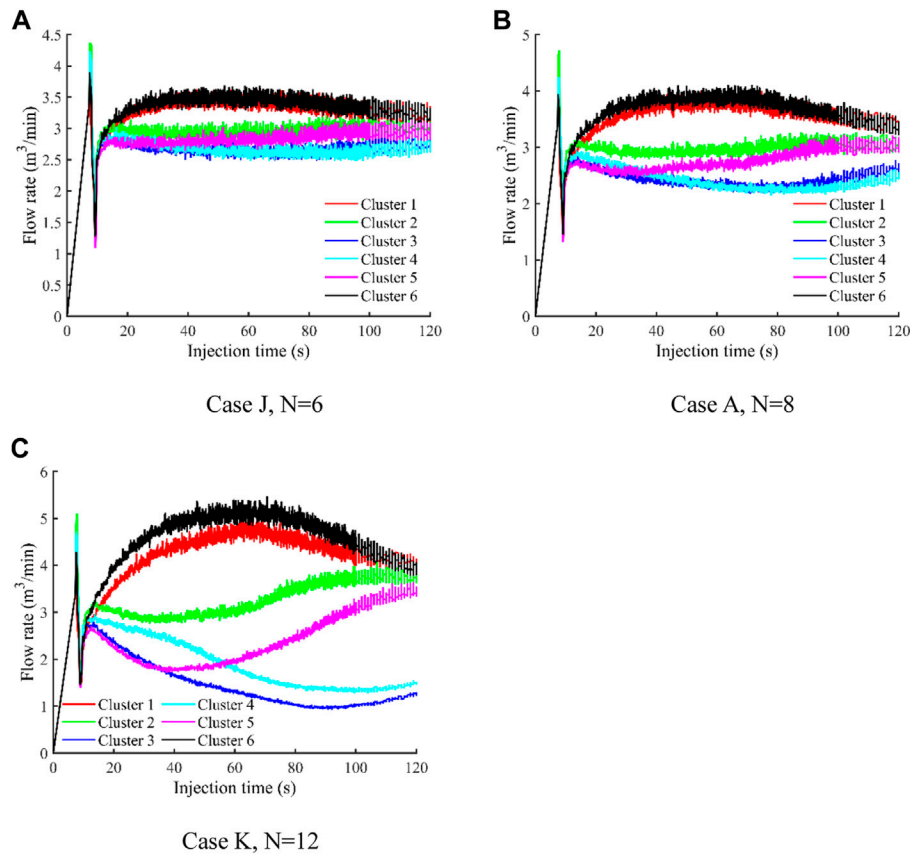 A
Flow rate (m³/min)
4.5
4
3.5
3
2.5
2
1.5
1
0.5
0
Cluster 1
Cluster 2
Cluster 3
Cluster 4
Cluster 5
Cluster 6
0 20 40 60 80 100 120
Injection time (s)
Case J, N=6
B
Flow rate (m³/min)
5
4
3
2
1
0
Cluster 1
Cluster 2
Cluster 3
Cluster 4
Cluster 5
Cluster 6
0 20 40 60 80 100 120
Injection time (s)
Case A, N=8
C
Flow rate (m³/min)
6
5
4
3
2
1
0
Cluster 1 Cluster 4
Cluster 2 Cluster 5
Cluster 3 Cluster 6
0 20 40 60 80 100 120
Injection time (s)
Case K, N=12